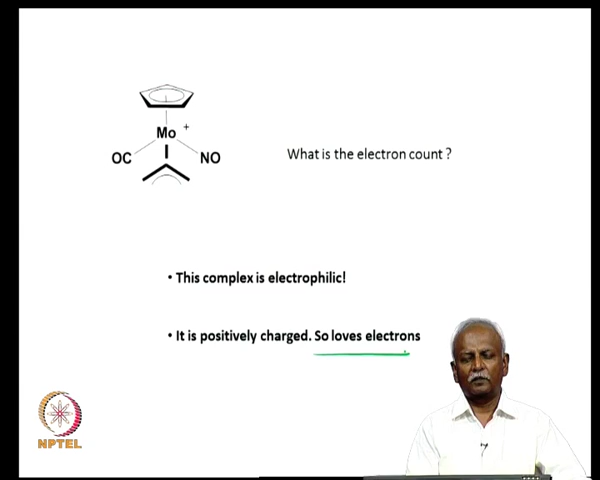 Mo +
OC NO
What is the electron count ?
• This complex is electrophilic!
• It is positively charged. So loves electrons
NPTEL